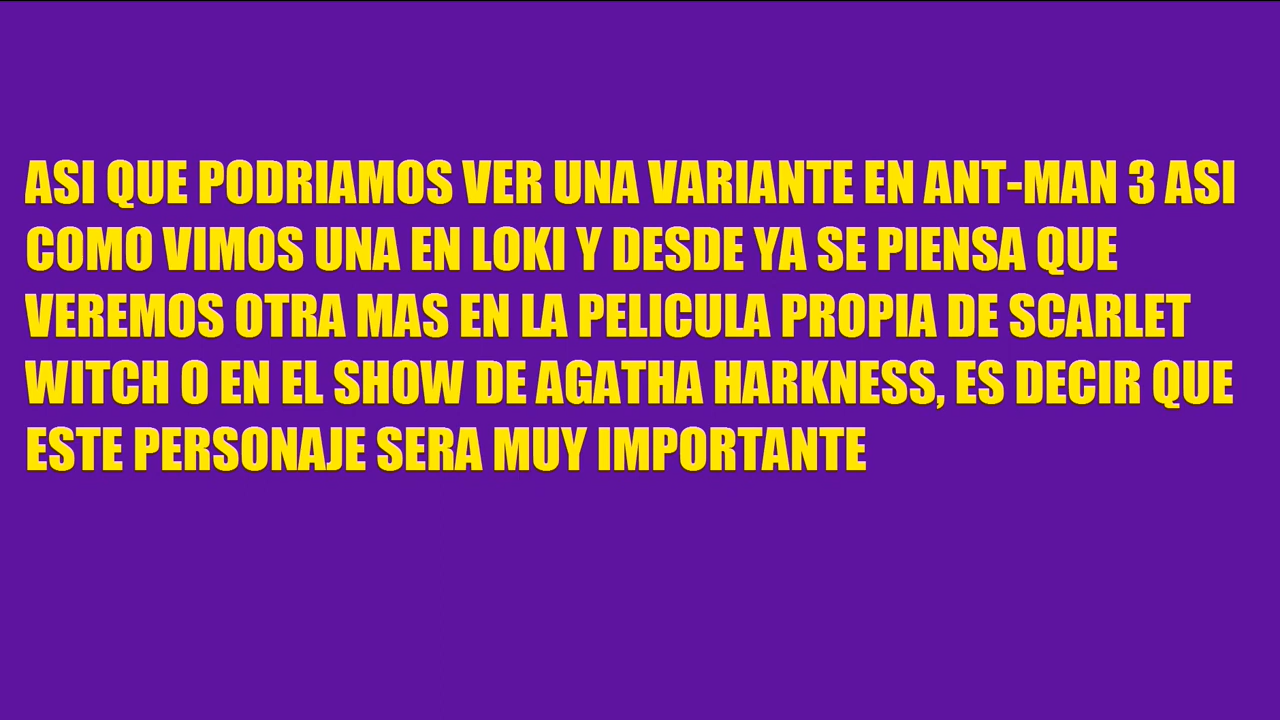 ASI QUE PODRIAMOS VER UNA VARIANTE EN ANT-MAN 3 ASI
COMO VIMOS UNA EN LOKI Y DESDE YA SE PIENSA QUE
VEREMOS OTRA MAS EN LA PELICULA PROPIA DE SCARLET
WITCH O EN EL SHOW DE AGATHA HARKNESS, ES DECIR QUE
ESTE PERSONAJE SERA MUY IMPORTANTE